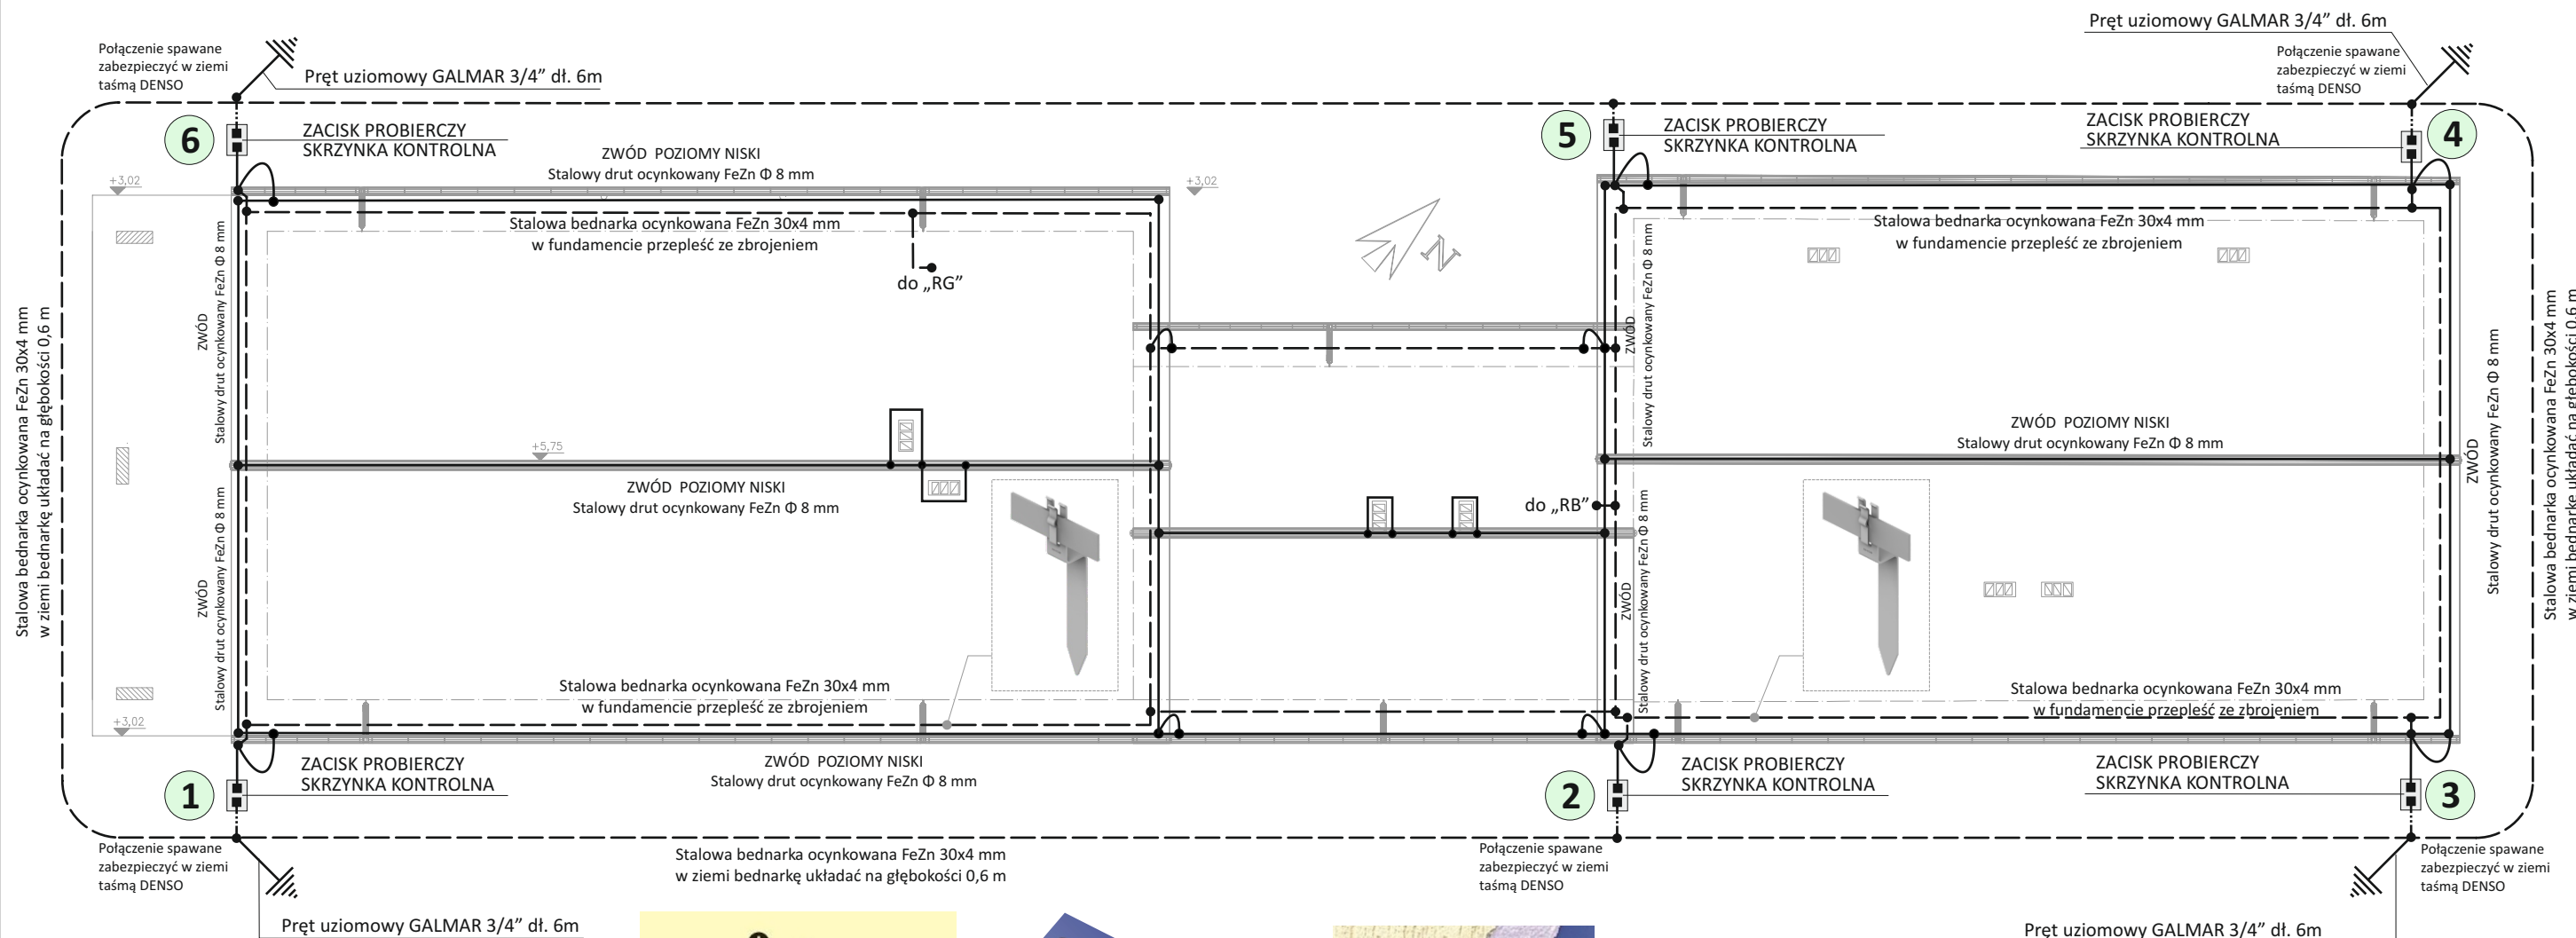 Pręt uziomowy GALMAR 3/4” dł. 6m
Połączenie spawane
zabezpieczyć w ziemi
taśmą DENSO
Pręt uziomowy GALMAR 3/4” dł. 6m
Połączenie spawane
zabezpieczyć w ziemi
taśmą DENSO
6
ZACISK PROBIERCZY
SKRZYNKA KONTROLNA
5
ZACISK PROBIERCZY
SKRZYNKA KONTROLNA
ZACISK PROBIERCZY
SKRZYNKA KONTROLNA
4
ZWÓD POZIOMY NISKI
Stalowy drut ocynkowany FeZn Φ 8 mm
+3,02
+3,02
Stalowa bednarka ocynkowana FeZn 30x4 mm
w fundamencie przepleść ze zbrojeniem
Stalowa bednarka ocynkowana FeZn 30x4 mm
w fundamencie przepleść ze zbrojeniem
N
do „RG”
ZWÓD
Stalowy drut ocynkowany FeZn Φ 8 mm
ZWÓD
Stalowy drut ocynkowany FeZn Φ 8 mm
Stalowa bednarka ocynkowana FeZn 30x4 mm
w ziemi bednarkę układać na głębokości 0,6 m
ZWÓD
Stalowy drut ocynkowany FeZn Φ 8 mm
Stalowa bednarka ocynkowana FeZn 30x4 mm
w ziemi bednarkę układać na głębokości 0,6 m
+5,75
ZWÓD POZIOMY NISKI
Stalowy drut ocynkowany FeZn Φ 8 mm
ZWÓD POZIOMY NISKI
Stalowy drut ocynkowany FeZn Φ 8 mm
do „RB”
ZWÓD
Stalowy drut ocynkowany FeZn Φ 8 mm
ZWÓD
Stalowy drut ocynkowany FeZn Φ 8 mm
Stalowa bednarka ocynkowana FeZn 30x4 mm
w fundamencie przepleść ze zbrojeniem
Stalowa bednarka ocynkowana FeZn 30x4 mm
w fundamencie przepleść ze zbrojeniem
+3,02
1
ZACISK PROBIERCZY
SKRZYNKA KONTROLNA
ZWÓD POZIOMY NISKI
Stalowy drut ocynkowany FeZn Φ 8 mm
2
ZACISK PROBIERCZY
SKRZYNKA KONTROLNA
ZACISK PROBIERCZY
SKRZYNKA KONTROLNA
3
Połączenie spawane
zabezpieczyć w ziemi
taśmą DENSO
Stalowa bednarka ocynkowana FeZn 30x4 mm
w ziemi bednarkę układać na głębokości 0,6 m
Połączenie spawane
zabezpieczyć w ziemi
taśmą DENSO
Połączenie spawane
zabezpieczyć w ziemi
taśmą DENSO
Pręt uziomowy GALMAR 3/4” dł. 6m
Pręt uziomowy GALMAR 3/4” dł. 6m